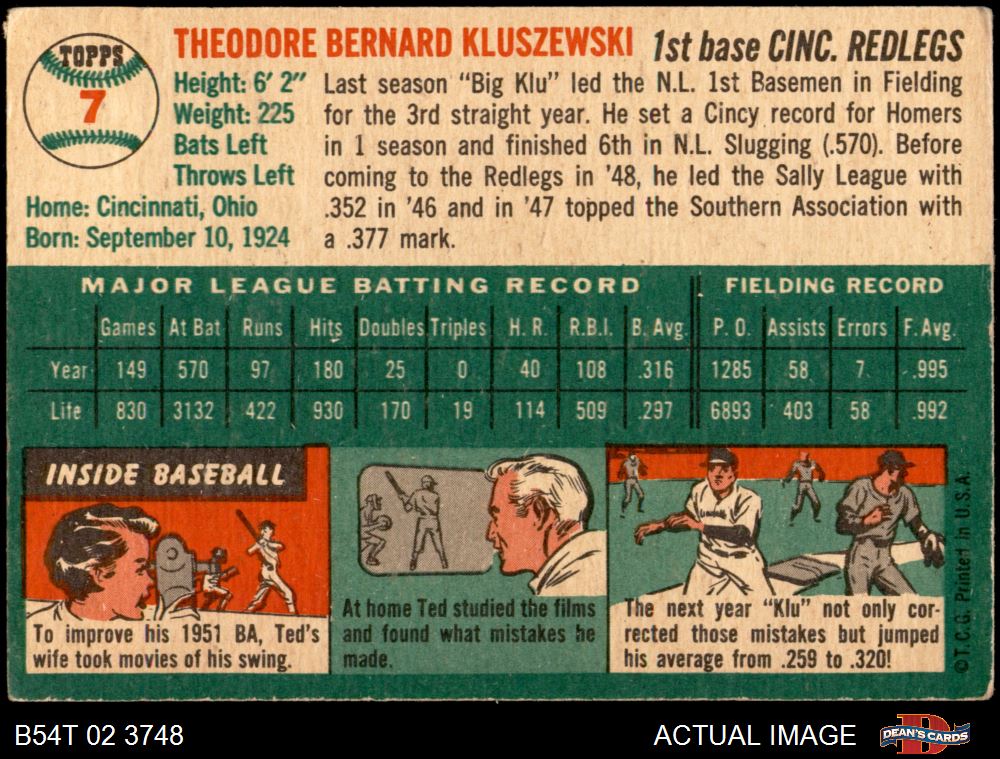 TOPPS
7
THEODORE BERNARD KLUSZEWSKI 1st base CINC. REDLEGS
Height: 6' 2"
Weight: 225
Bats Left
Throws Left
Home: Cincinnati, Ohio
Born: September 10, 1924
Last season "Big Klu" led the N.L. 1st Basemen in Fielding
for the 3rd straight year. He set a Cincy record for Homers
in 1 season and finished 6th in N.L. Slugging (.570). Before
coming to the Redlegs in '48, he led the Sally League with
.352 in '46 and in '47 topped the Southern Association with
a .377 mark.
MAJOR LEAGUE BATTING RECORD FIELDING RECORD
Games At Bat Runs Hits Doubles Triples H. R. R.B.I. B. Avg. P. O. Assists Errors F. Avg.
Year 149 570 97 180 25 0 40 108 .316 1285 58 7 .995
Life 830 3132 422 930 170 19 114 509 .297 6893 403 58 .992
INSIDE BASEBALL
To improve his 1951 BA, Ted's
wife took movies of his swing.
At home Ted studied the films
and found what mistakes he
made.
The next year "Klu" not only cor-
rected those mistakes but jumped
his average from .259 to .320!
©T.C.G. Printed in U.S.A.
B54T 02 3748
ACTUAL IMAGE
DEAN'S CARDS